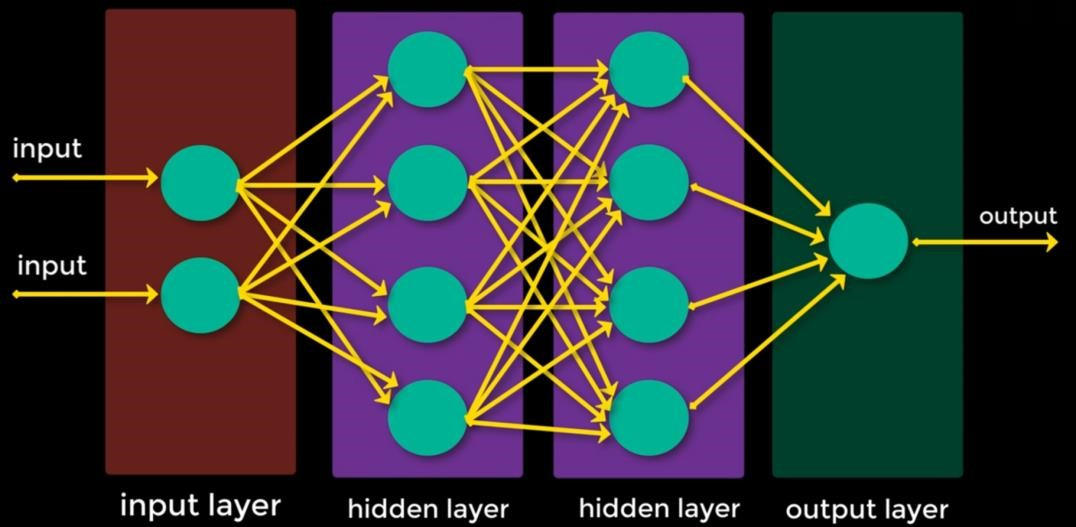 input
input
output
input layer
hidden layer
hidden layer
output layer